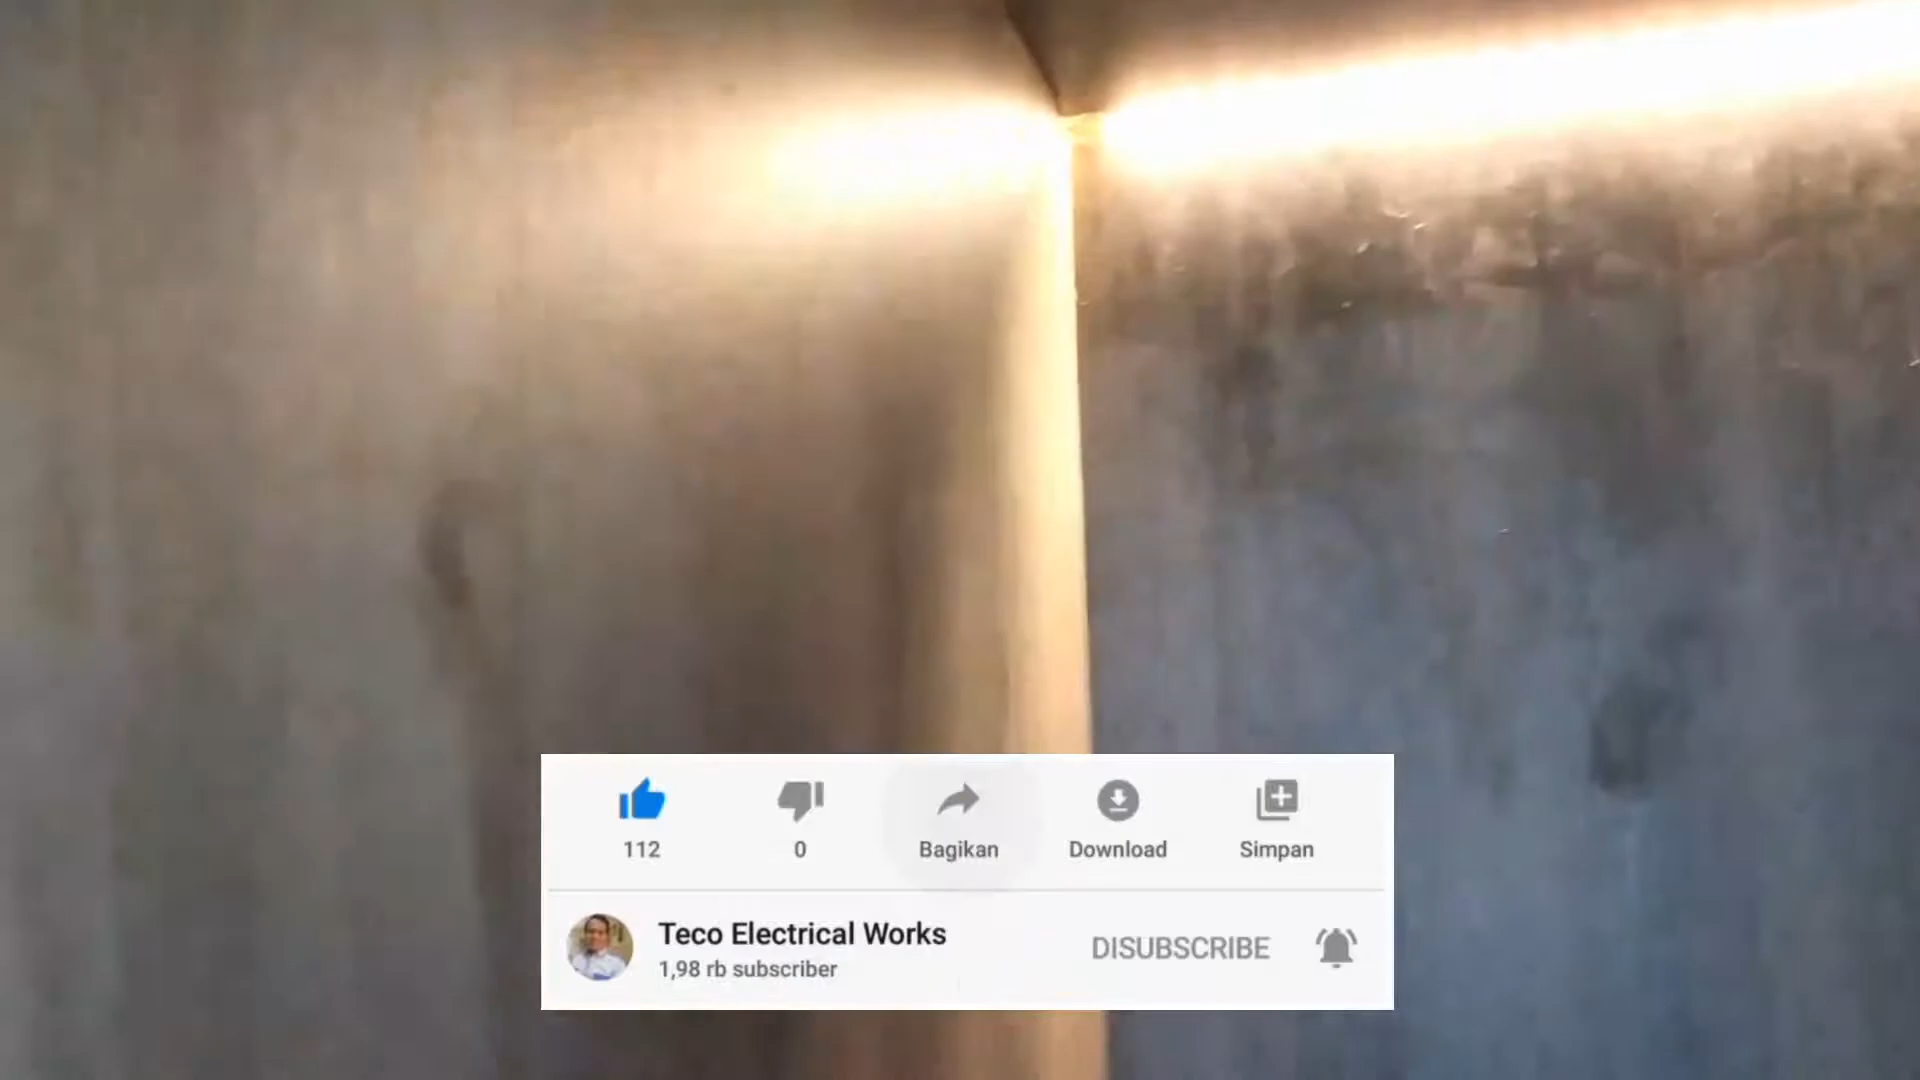 112
0
Bagikan
Download
Simpan
Teco Electrical Works
DISUBSCRIBE
1,98 rb subscriber